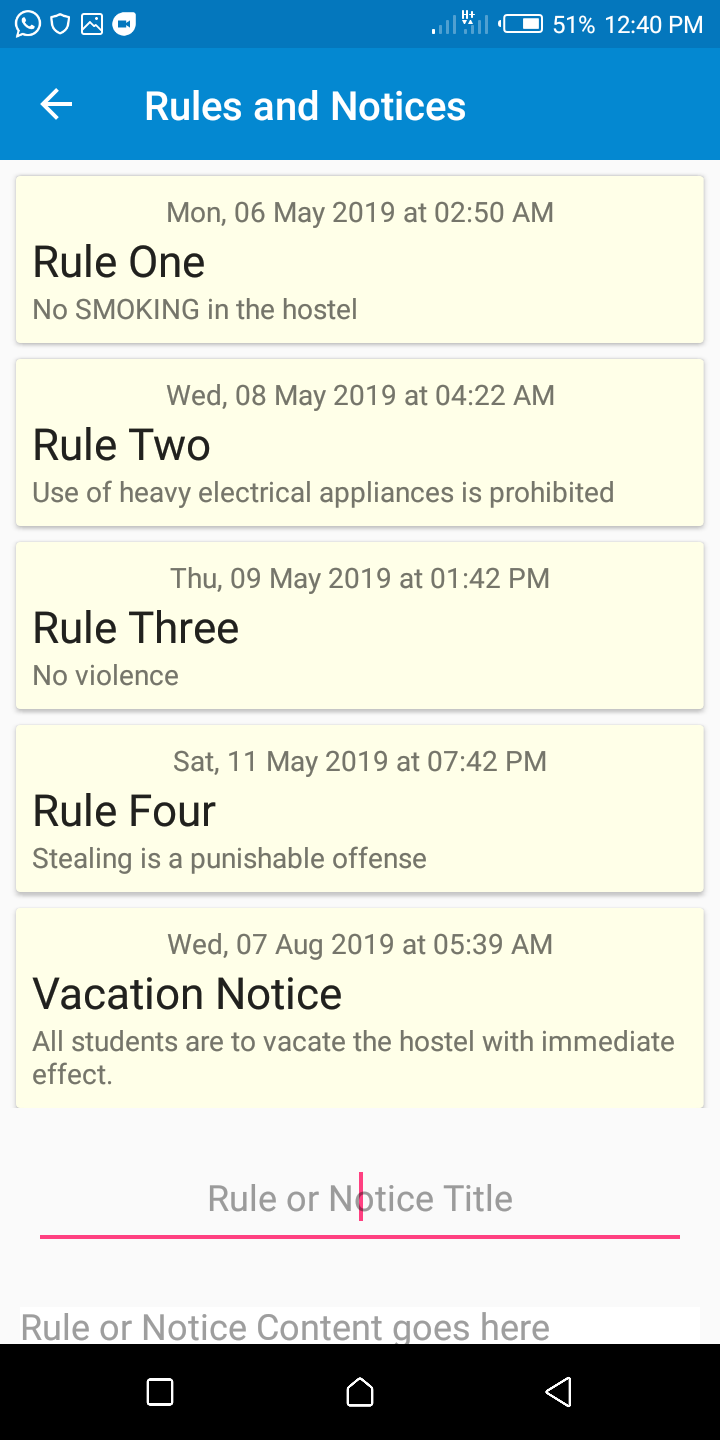 H+
51% 12:40 PM
Rules and Notices
Mon, 06 May 2019 at 02:50 AM
Rule One
No SMOKING in the hostel
Wed, 08 May 2019 at 04:22 AM
Rule Two
Use of heavy electrical appliances is prohibited
Thu, 09 May 2019 at 01:42 PM
Rule Three
No violence
Sat, 11 May 2019 at 07:42 PM
Rule Four
Stealing is a punishable offense
Wed, 07 Aug 2019 at 05:39 AM
Vacation Notice
All students are to vacate the hostel with immediate
effect.
Rule or Notice Title
Rule or Notice Content goes here